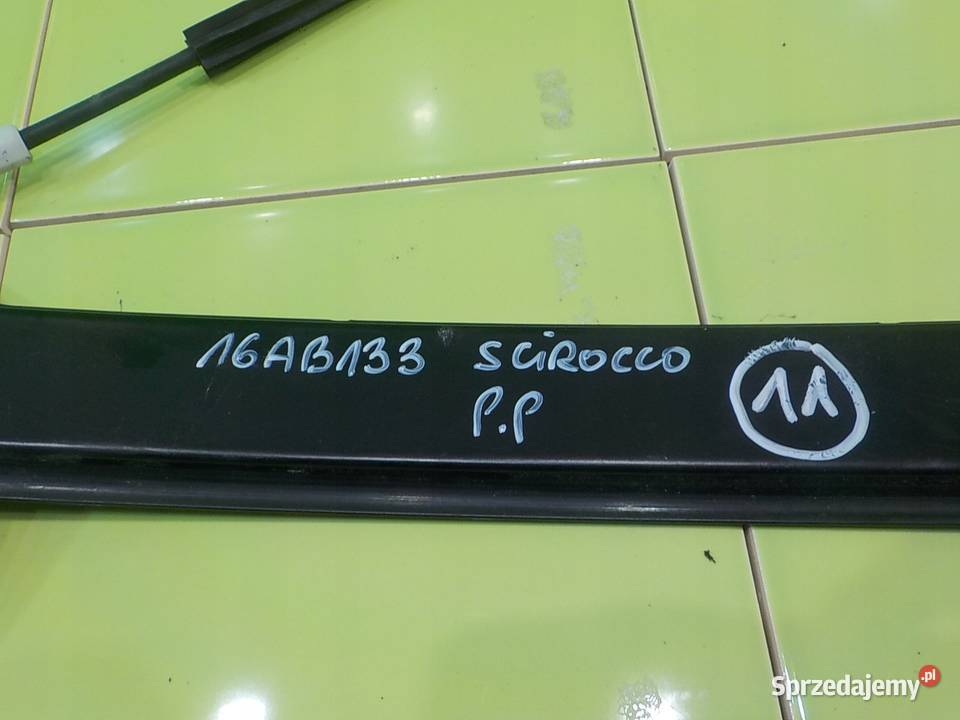 16AB133 SCIROCCO
P.P
11
Sprzedajemy.pl